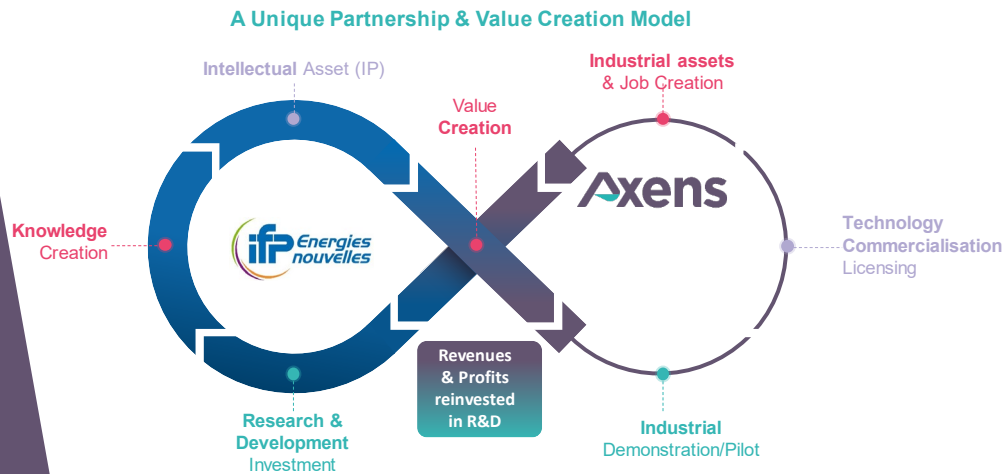 A Unique Partnership & Value Creation Model
Intellectual Asset (IP)
Value
Creation
Industrial assets
& Job Creation
Axens
Knowledge
Creation
ifP Energies
nouvelles
Technology
Commercialisation
Licensing
Revenues
& Profits
reinvested
in R&D
Research &
Development
Investment
Industrial
Demonstration/Pilot